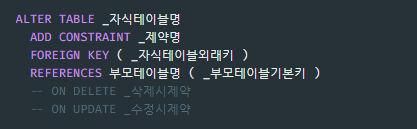 ALTER TABLE _자식테이블명
ADD CONSTRAINT _제약명
FOREIGN KEY ( _자식테이블외래키 )
REFERENCES 부모테이블명 ( _부모테이블기본키 )
-- ON DELETE _삭제시제약
-- ON UPDATE _수정시제약